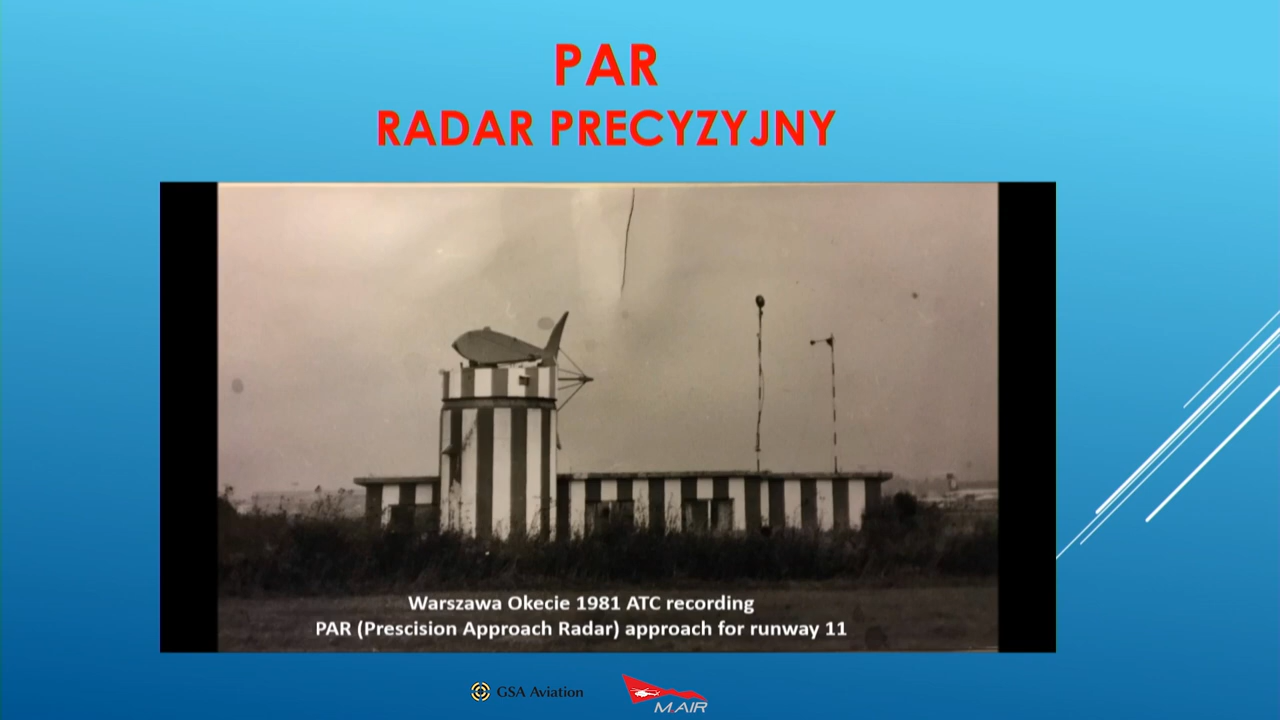 PAR
RADAR PRECYZYJNY
Warszawa Okecie 1981 ATC recording
PAR (Prescision Approach Radar) approach for runway 11
GSA Aviation
M.AIR